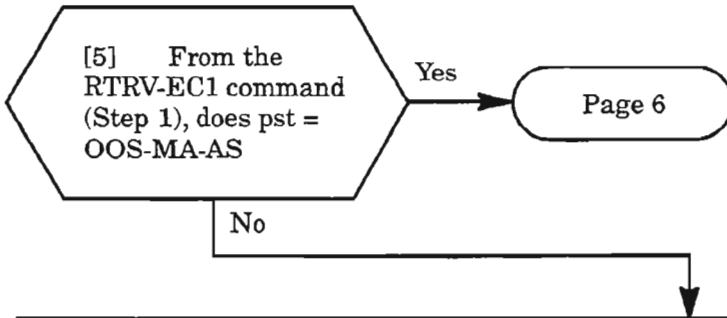 [5] From the
RTRV-EC1 command
(Step 1), does pst =
OOS-MA-AS
Yes
Page 6
No